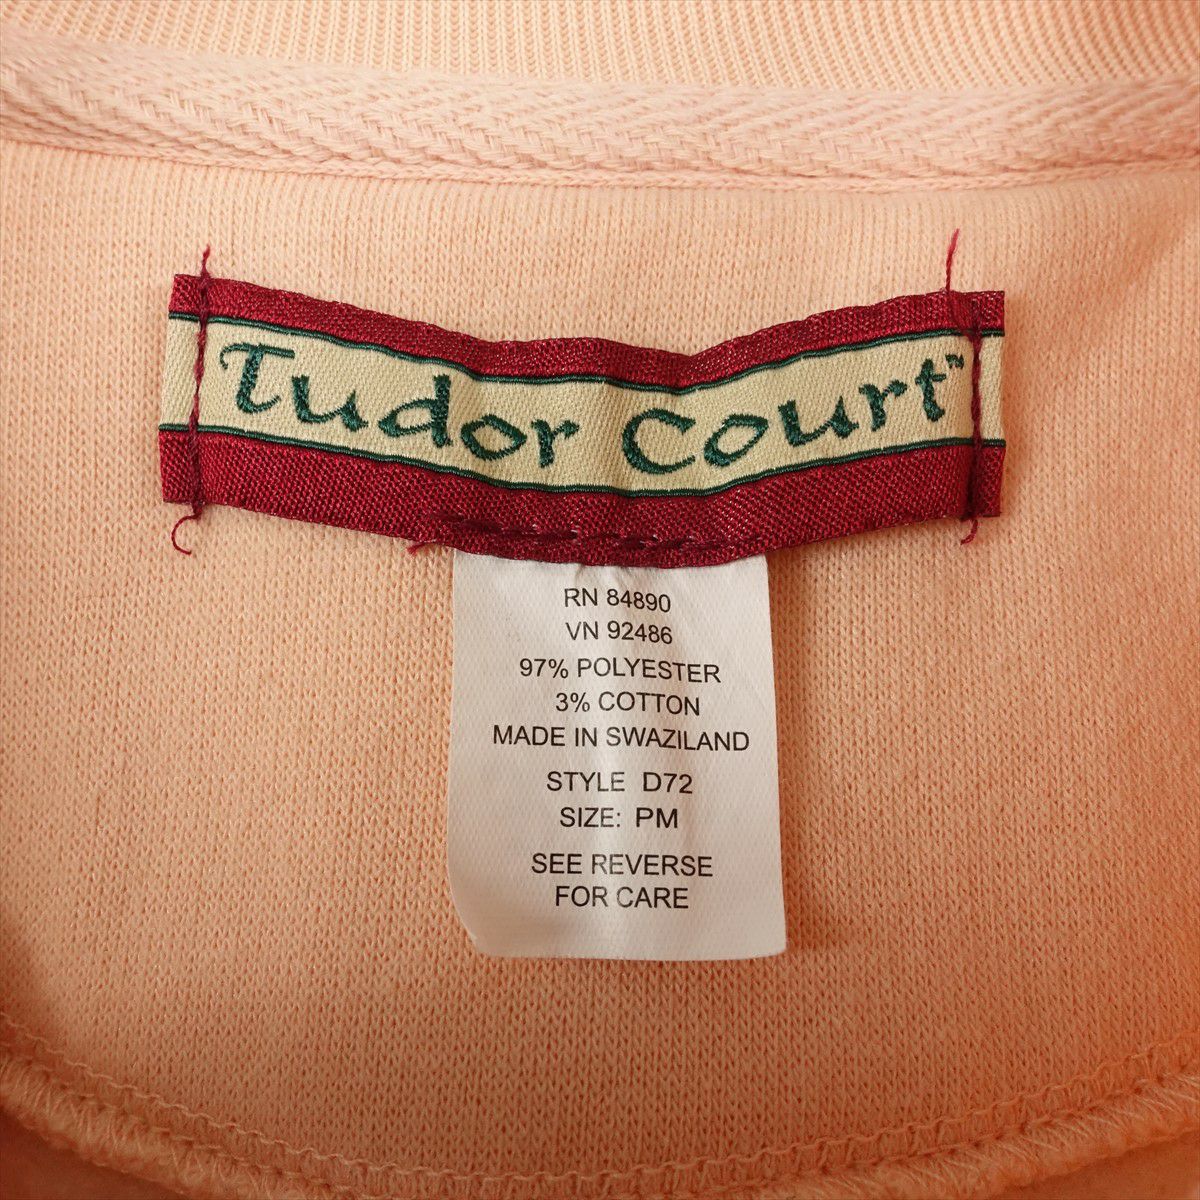 Tudor Court™
RN 84890
VN 92486
97% POLYESTER
3% COTTON
MADE IN SWAZILAND
STYLE D72
SIZE: PM
SEE REVERSE
FOR CARE